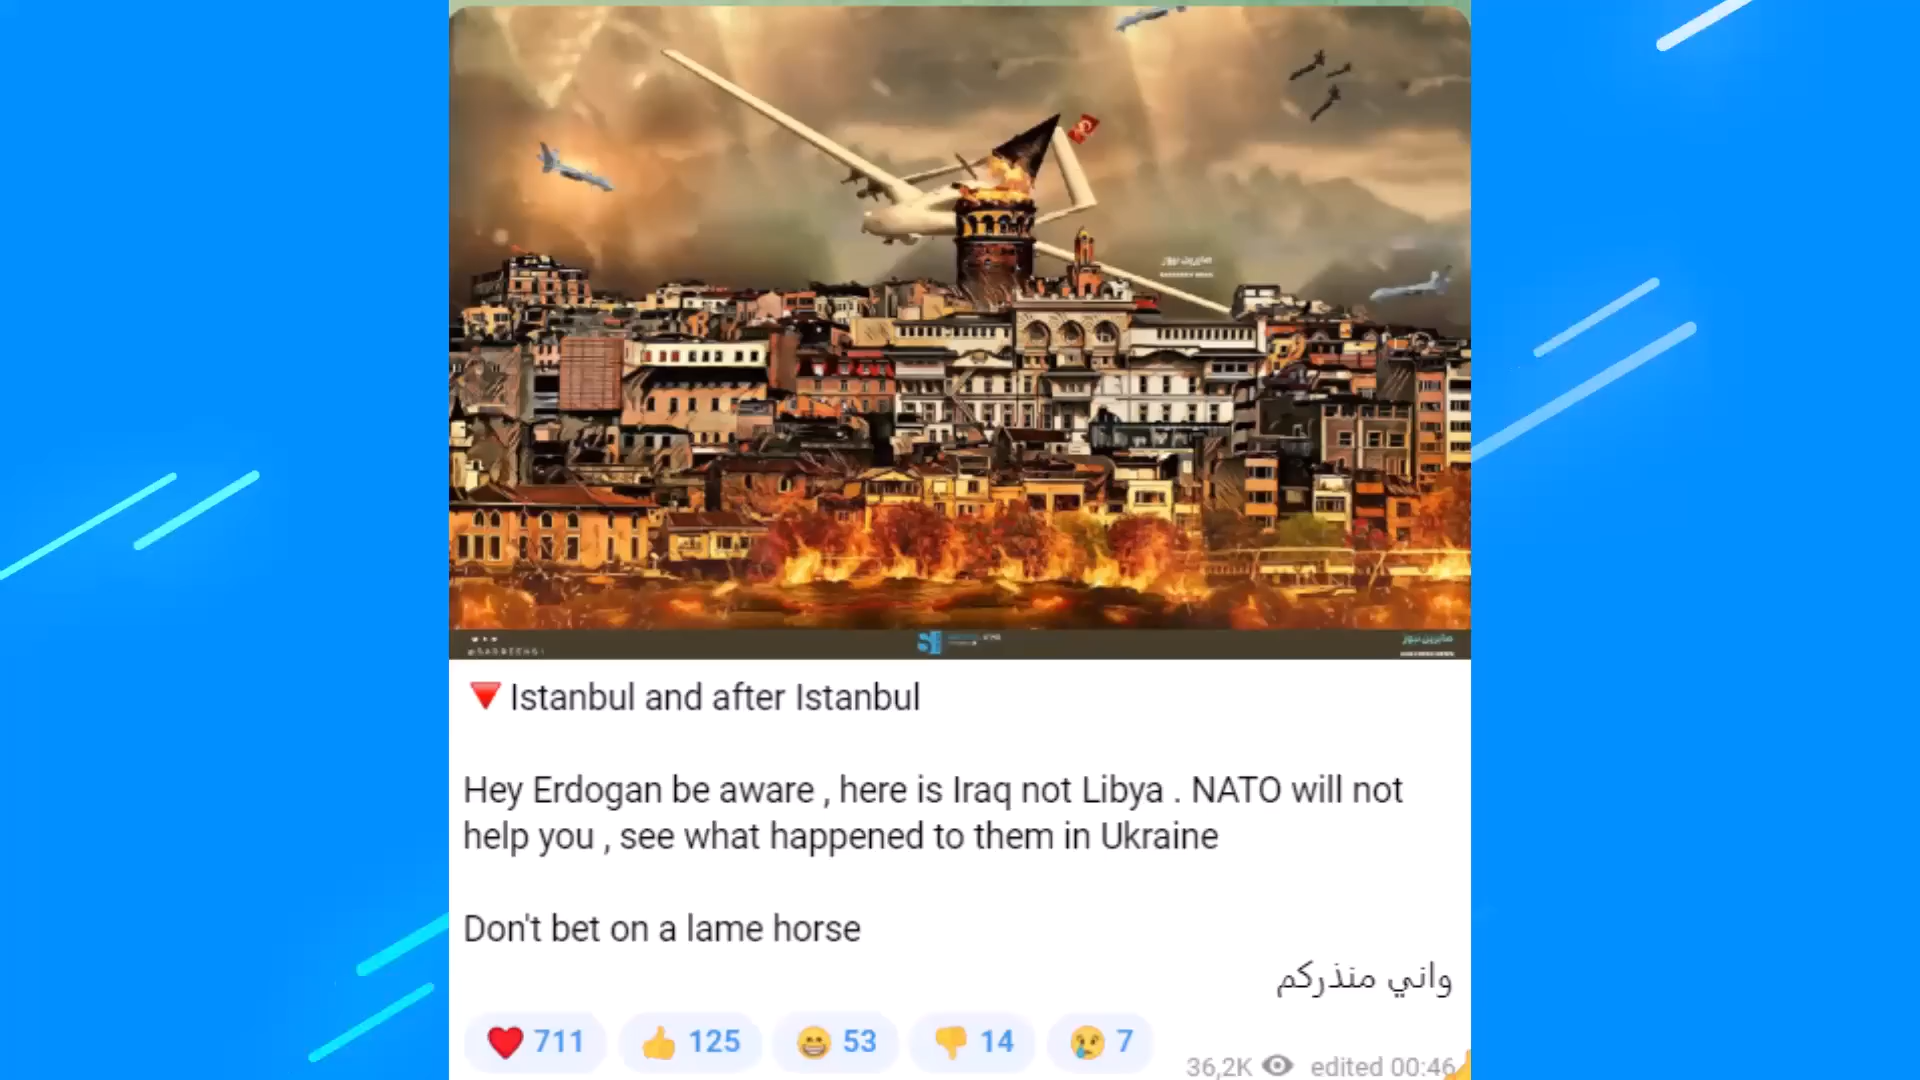 صابرين نيوز
🔻Istanbul and after Istanbul
Hey Erdogan be aware , here is Iraq not Libya . NATO will not
help you , see what happened to them in Ukraine
Don't bet on a lame horse
واني منذركم
❤️ 711 👍 125 😁 53 👎 14 😢 7
36,2K edited 00:46